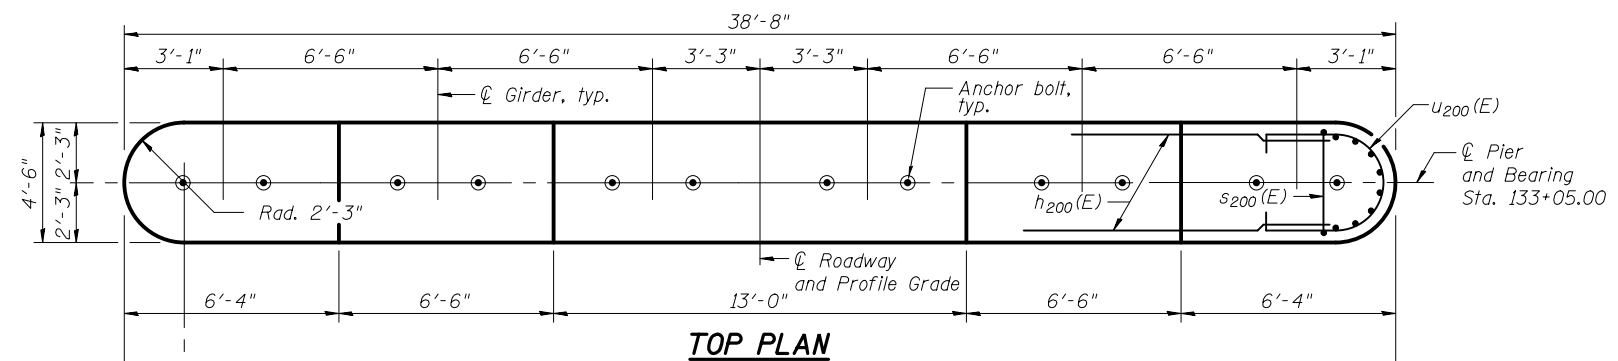 38'-8"
3'-1" 6'-6" 6'-6" 3'-3" 3'-3" 6'-6" 6'-6" 3'-1"
℄ Girder, typ.
Anchor bolt,
typ.
u200(E)
4'-6"
2'-3"
2'-3"
Rad. 2'-3"
h200(E)
s200(E)
℄ Pier
and Bearing
Sta. 133+05.00
℄ Roadway
and Profile Grade
6'-4" 6'-6" 13'-0" 6'-6" 6'-4"
TOP PLAN